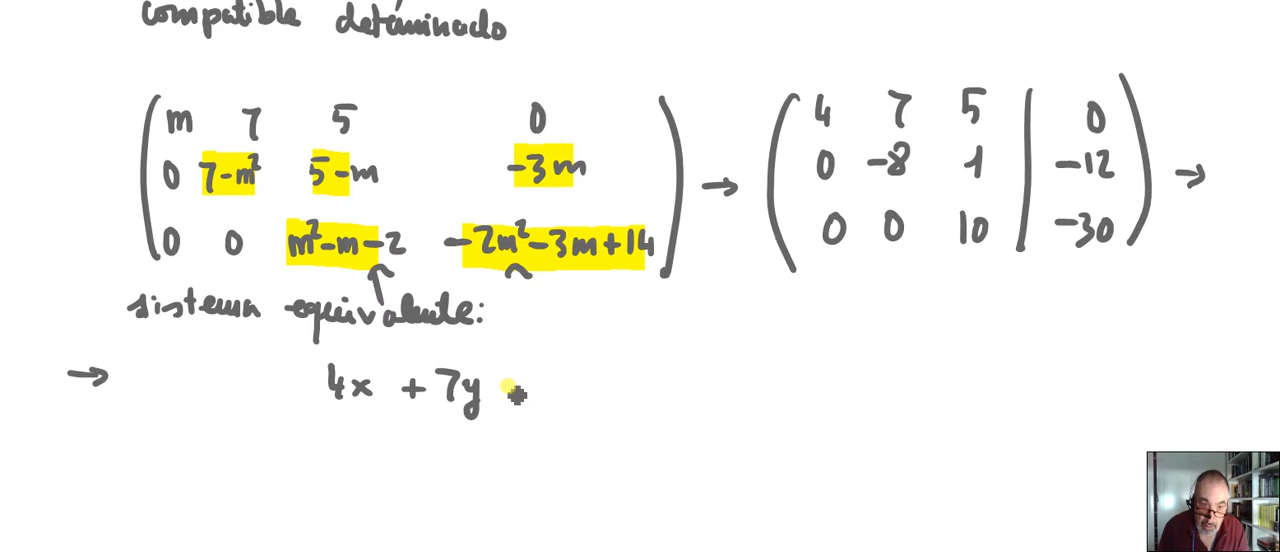 compatible determinado
m 7 5 0
0 7-m² 5-m -3m
0 0 m²-m-2 -2m²-3m+14
→
4 7 5 | 0
0 -8 1 | -12
0 0 10 | -30
→
sistema equivalente:
→ 4x + 7y